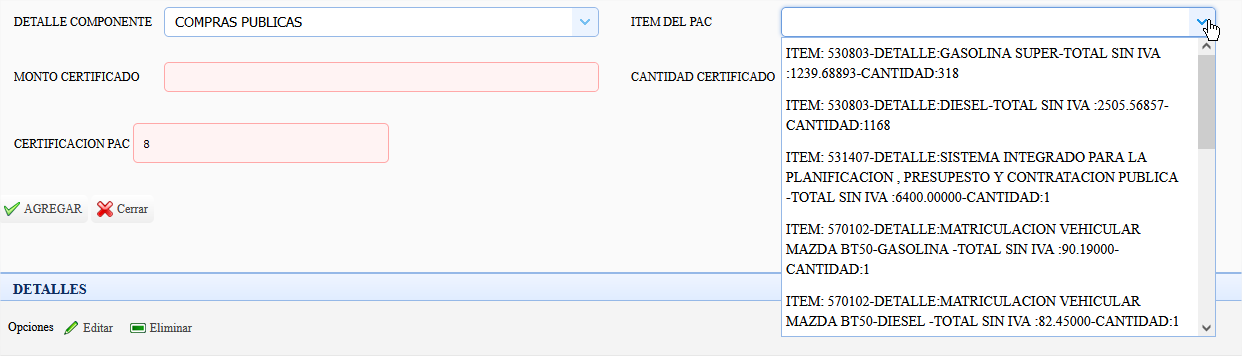 DETALLE COMPONENTE COMPRAS PUBLICAS ITEM DEL PAC
MONTO CERTIFICADO CANTIDAD CERTIFICADO
CERTIFICACION PAC 8
AGREGAR Cerrar
ITEM: 530803-DETALLE:GASOLINA SUPER-TOTAL SIN IVA
:1239.68893-CANTIDAD:318
ITEM: 530803-DETALLE:DIESEL-TOTAL SIN IVA :2505.56857-
CANTIDAD:1168
ITEM: 531407-DETALLE:SISTEMA INTEGRADO PARA LA
PLANIFICACION , PRESUPESTO Y CONTRATACION PUBLICA
-TOTAL SIN IVA :6400.00000-CANTIDAD:1
ITEM: 570102-DETALLE:MATRICULACION VEHICULAR
MAZDA BT50-GASOLINA -TOTAL SIN IVA :90.19000-
CANTIDAD:1
ITEM: 570102-DETALLE:MATRICULACION VEHICULAR
MAZDA BT50-DIESEL -TOTAL SIN IVA :82.45000-CANTIDAD:1
DETALLES
Opciones Editar Eliminar